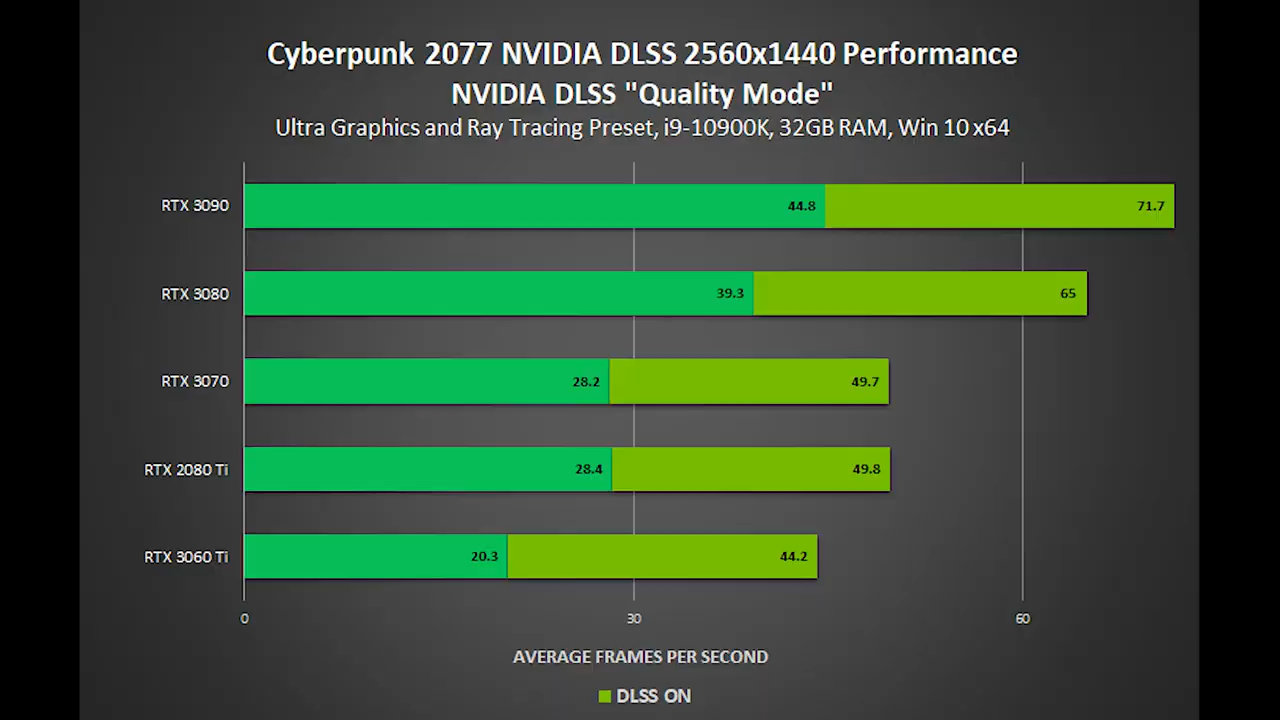 Cyberpunk 2077 NVIDIA DLSS 2560x1440 Performance
NVIDIA DLSS "Quality Mode"
Ultra Graphics and Ray Tracing Preset, i9-10900K, 32GB RAM, Win 10 x64
RTX 3090 44.8 71.7
RTX 3080 39.3 65
RTX 3070 28.2 49.7
RTX 2080 Ti 28.4 49.8
RTX 3060 Ti 20.3 44.2
0 30 60
AVERAGE FRAMES PER SECOND
DLSS ON